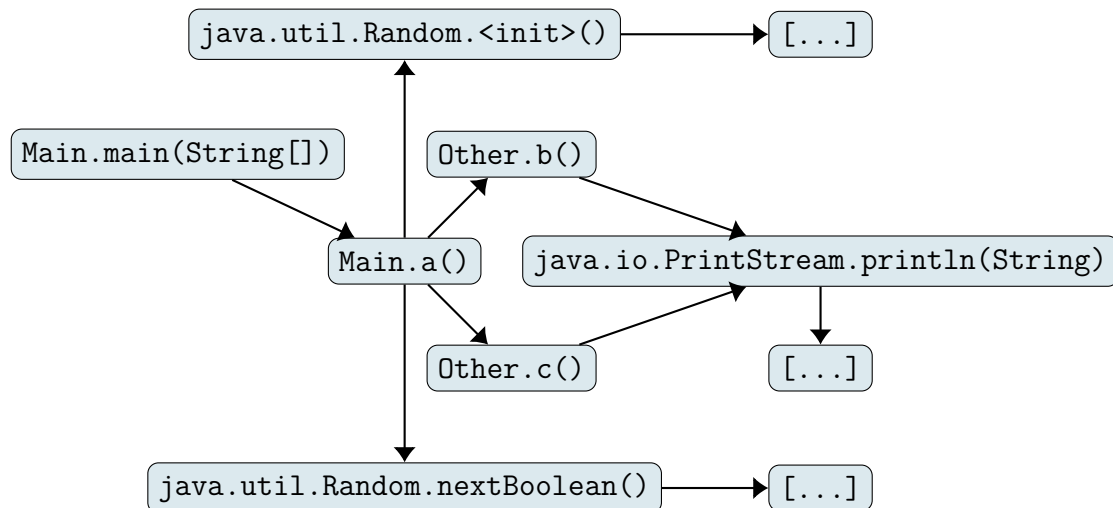 java.util.Random.<init>()
[...]
Main.main(String[])
Other.b()
Main.a()
java.io.PrintStream.println(String)
Other.c()
[...]
java.util.Random.nextBoolean()
[...]